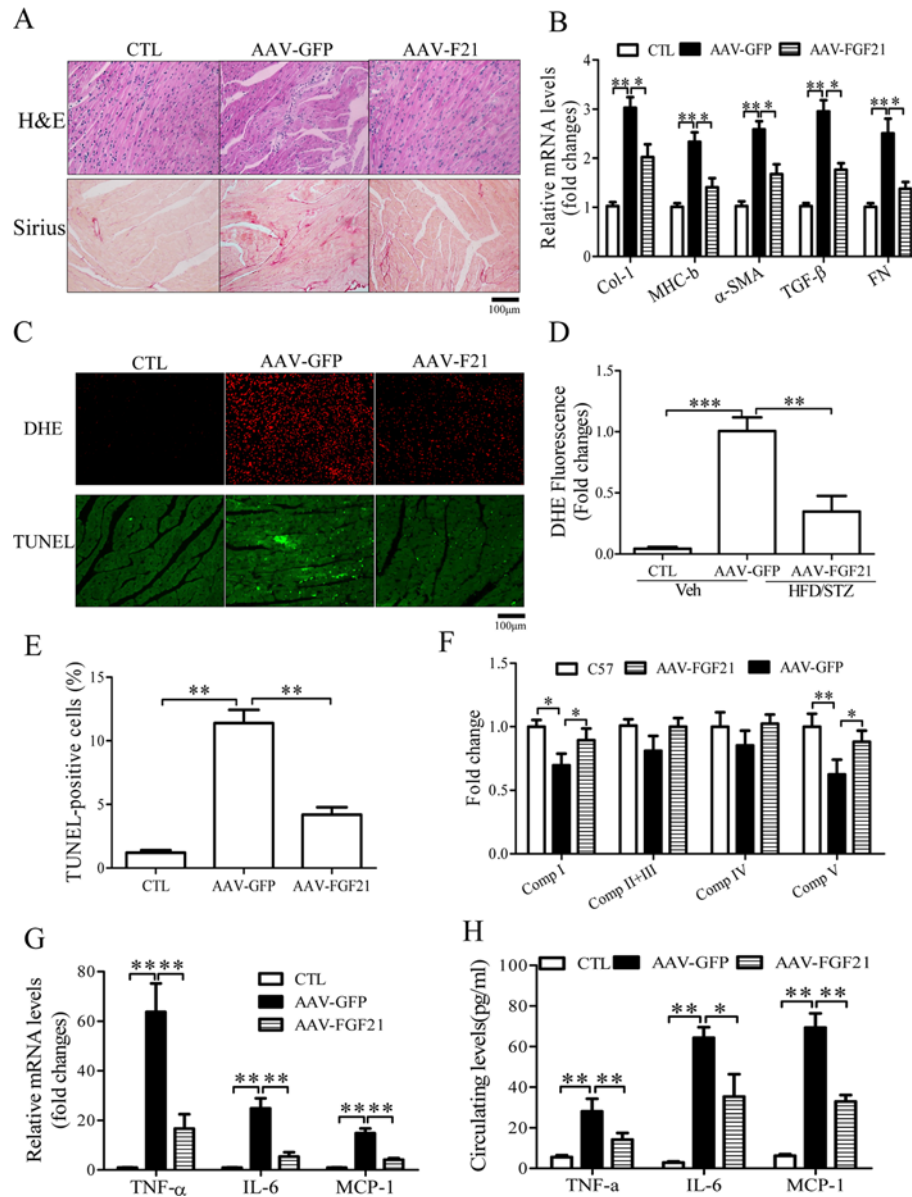 A
CTL AAV-GFP AAV-F21
H&E
Sirius
100μm
B
CTL AAV-GFP AAV-FGF21
Relative mRNA levels
(fold changes)
4
3
2
1
0
** * ** * ** * ** * ** *
Col-1 MHC-b α-SMA TGF-β FN
C
CTL AAV-GFP AAV-F21
DHE
TUNEL
100μm
D
DHE Fluorescence
(Fold changes)
1.5
1.0
0.5
0.0
*** **
CTL AAV-GFP AAV-FGF21
Veh HFD/STZ
E
TUNEL-positive cells (%)
15
10
5
0
** **
CTL AAV-GFP AAV-FGF21
F
C57 AAV-FGF21 AAV-GFP
Fold change
1.5
1.0
0.5
0.0
* * ** *
Comp I Comp II+III Comp IV Comp V
G
Relative mRNA levels
(fold changes)
80
60
40
20
0
CTL
AAV-GFP
AAV-FGF21
**** **** ****
TNF-α IL-6 MCP-1
H
CTL AAV-GFP AAV-FGF21
Circulating levels(pg/ml)
100
80
60
40
20
0
** ** ** * ** **
TNF-a IL-6 MCP-1